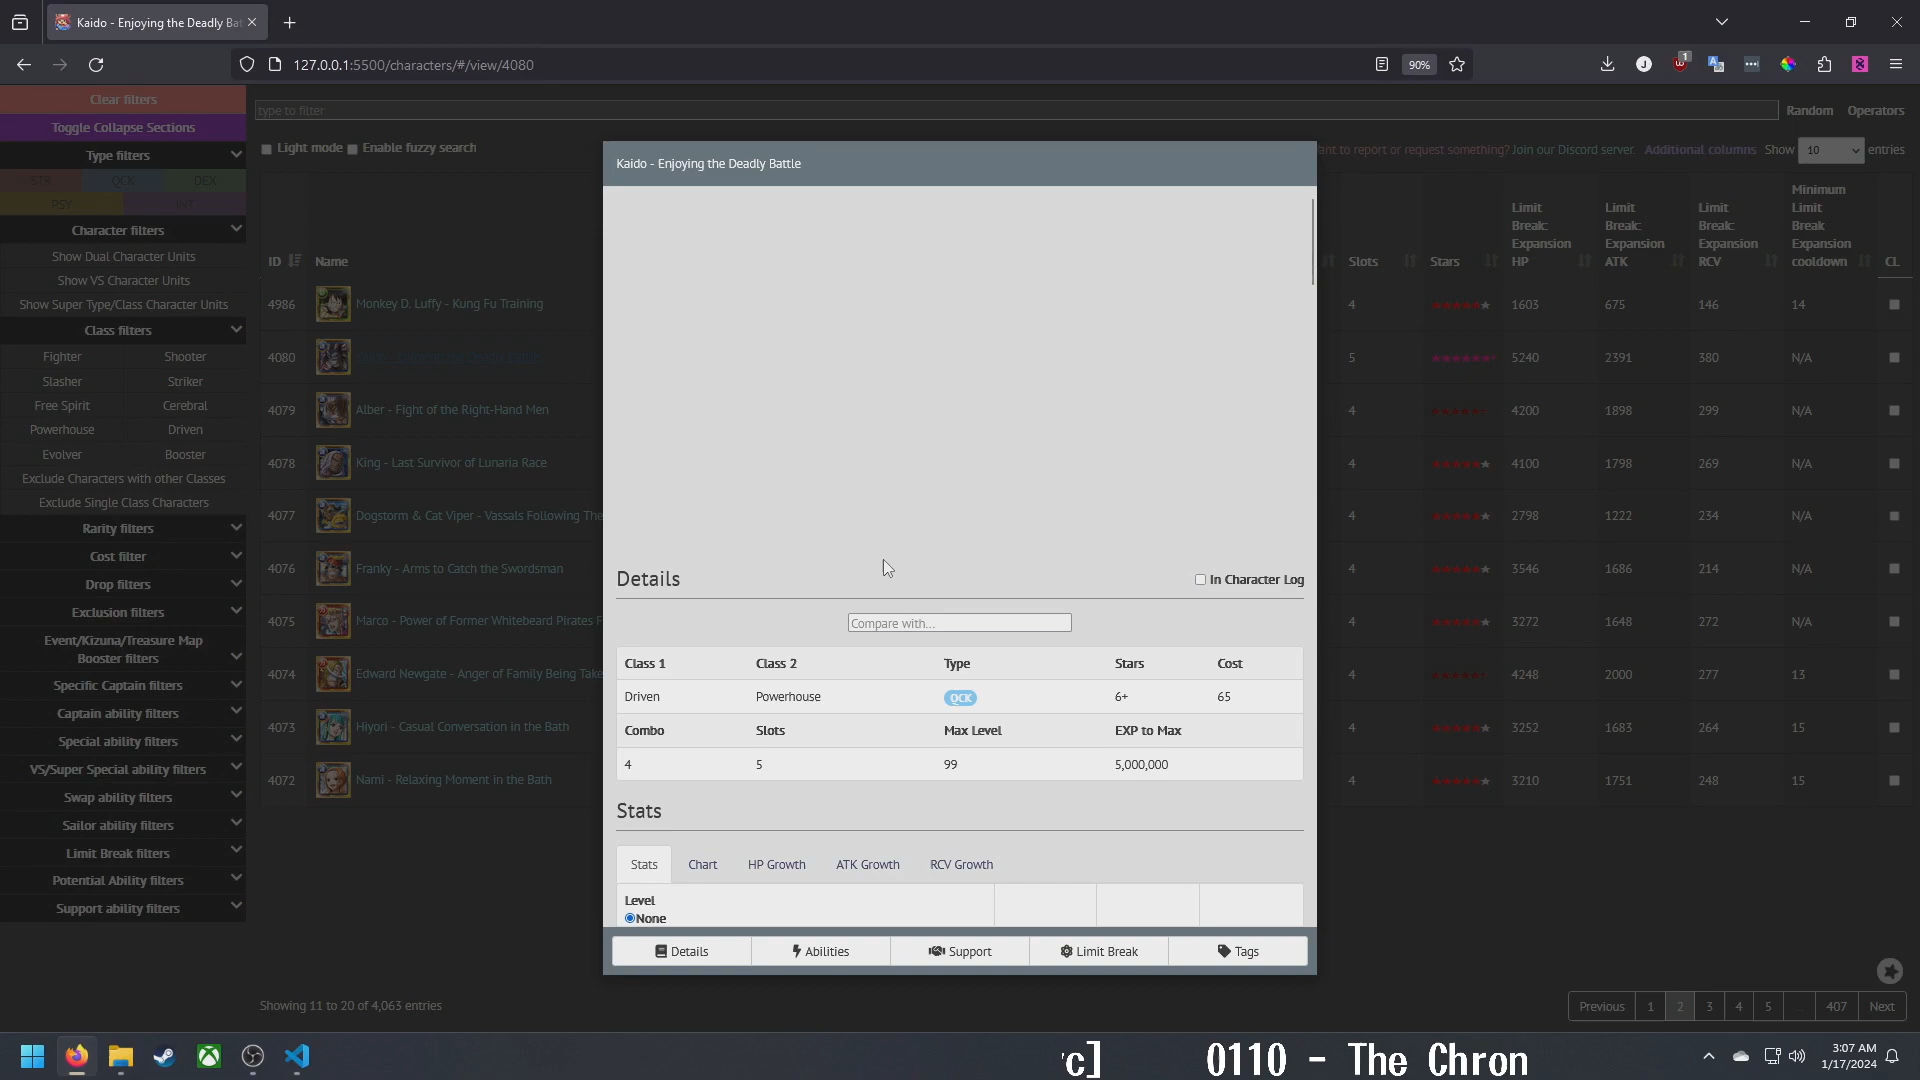 Kaido - Enjoying the Deadly Bat
127.0.0.1:5500/characters/#/view/4080
90%
1
J
Clear filters
Toggle Collapse Sections
Type filters
STR QCK DEX
PSY INT
Character filters
Show Dual Character Units
Show VS Character Units
Show Super Type/Class Character Units
Class filters
Fighter Shooter
Slasher Striker
Free Spirit Cerebral
Powerhouse Driven
Evolver Booster
Exclude Characters with other Classes
Exclude Single Class Characters
Rarity filters
Cost filter
Drop filters
Exclusion filters
Event/Kizuna/Treasure Map
Booster filters
Specific Captain filters
Captain ability filters
Special ability filters
VS/Super Special ability filters
Swap ability filters
Sailor ability filters
Limit Break filters
Potential Ability filters
Support ability filters
type to filter
Random Operators
Light mode Enable fuzzy search
ant to report or request something? Join our Discord server. Additional columns Show 10 entries
ID Name Slots Stars Limit Break: Expansion HP Limit Break: Expansion ATK Limit Break: Expansion RCV Minimum Limit Break Expansion cooldown CL
4986 Monkey D. Luffy - Kung Fu Training 4 1603 675 146 14
4080 Kaido - Enjoying the Deadly Battle 5 5240 2391 380 N/A
4079 Alber - Fight of the Right-Hand Men 4 4200 1898 299 N/A
4078 King - Last Survivor of Lunaria Race 4 4100 1798 269 N/A
4077 Dogstorm & Cat Viper - Vassals Following The 4 2798 1222 234 N/A
4076 Franky - Arms to Catch the Swordsman 4 3546 1686 214 N/A
4075 Marco - Power of Former Whitebeard Pirates F 4 3272 1648 272 N/A
4074 Edward Newgate - Anger of Family Being Take 4 4248 2000 277 13
4073 Hiyori - Casual Conversation in the Bath 4 3252 1683 264 15
4072 Nami - Relaxing Moment in the Bath 4 3210 1751 248 15
Kaido - Enjoying the Deadly Battle
Details In Character Log
Compare with...
Class 1 Class 2 Type Stars Cost
Driven Powerhouse QCK 6+ 65
Combo Slots Max Level EXP to Max
4 5 99 5,000,000
Stats
Stats Chart HP Growth ATK Growth RCV Growth
Level
None
Details Abilities Support Limit Break Tags
Showing 11 to 20 of 4,063 entries
Previous 1 2 3 4 5 … 407 Next
c] 0110 - The Chron
3:07 AM
1/17/2024